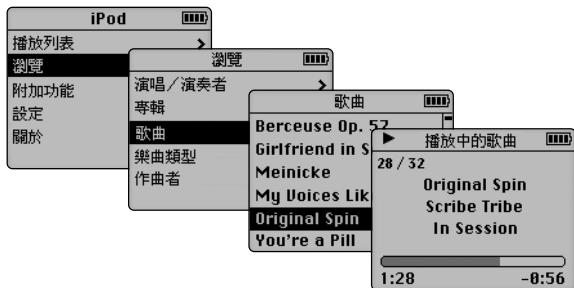 iPod
播放列表
瀏覽
附加功能
設定
關於
瀏覽
演唱／演奏者
專輯
歌曲
樂曲類型
作曲者
歌曲
Berceuse Op. 57
Girlfriend in S
Meinicke
My Voices Lik
Original Spin
You're a Pill
播放中的歌曲
28 / 32
Original Spin
Scribe Tribe
In Session
1:28
-0:56